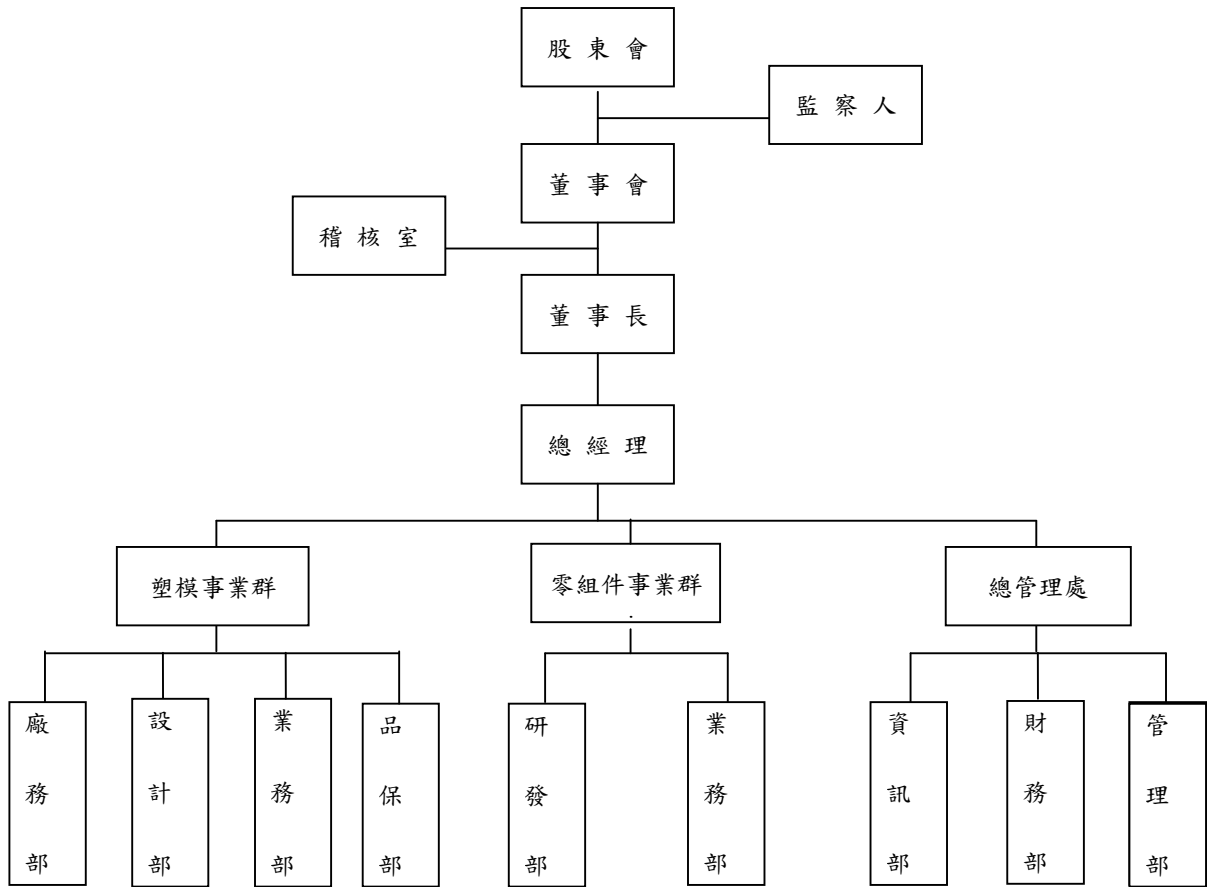 股東會
監察人
董事會
稽核室
董事長
總經理
塑模事業群
零組件事業群
.
總管理處
廠務部
設計部
業務部
品保部
研發部
業務部
資訊部
財務部
管理部